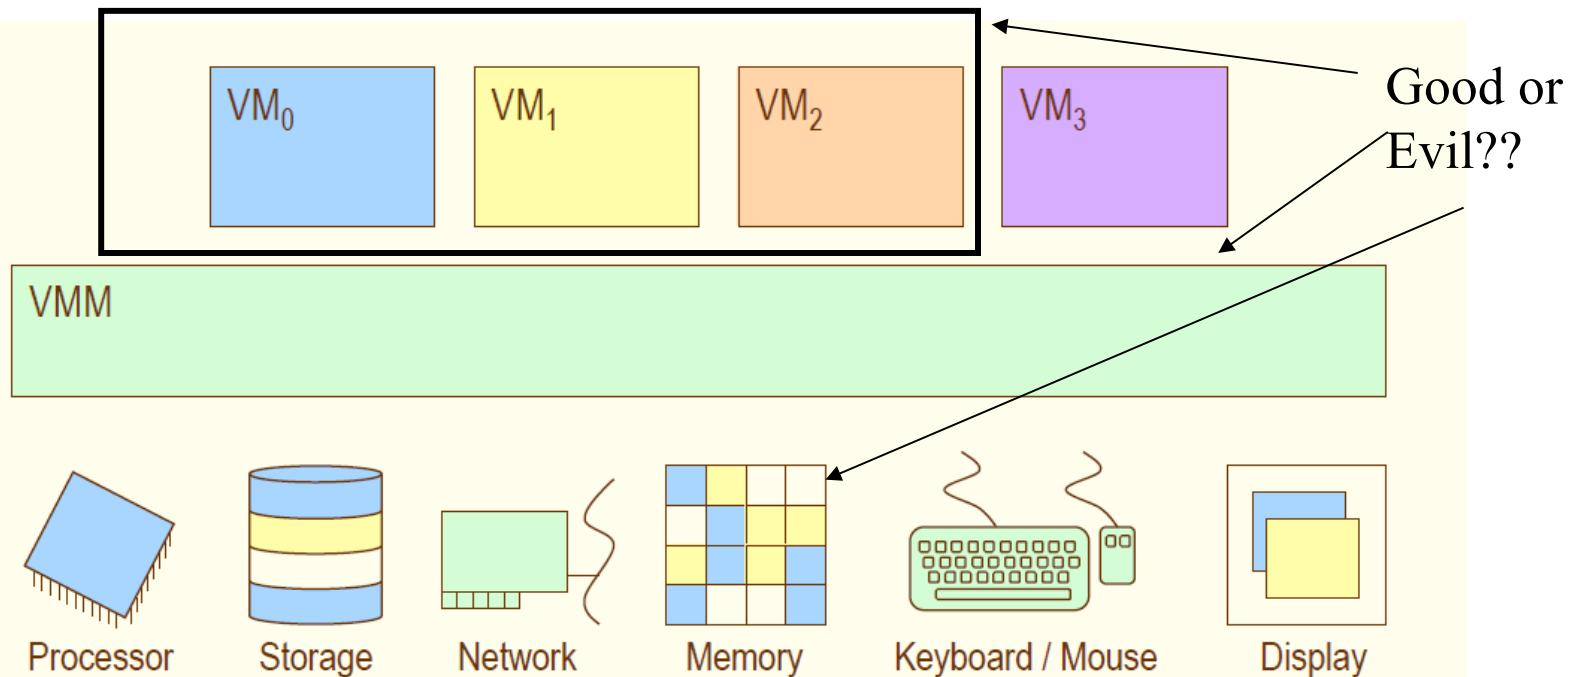 VM₀
VM₁
VM₂
VM₃
Good or
Evil??
VMM
Processor
Storage
Network
Memory
Keyboard / Mouse
Display